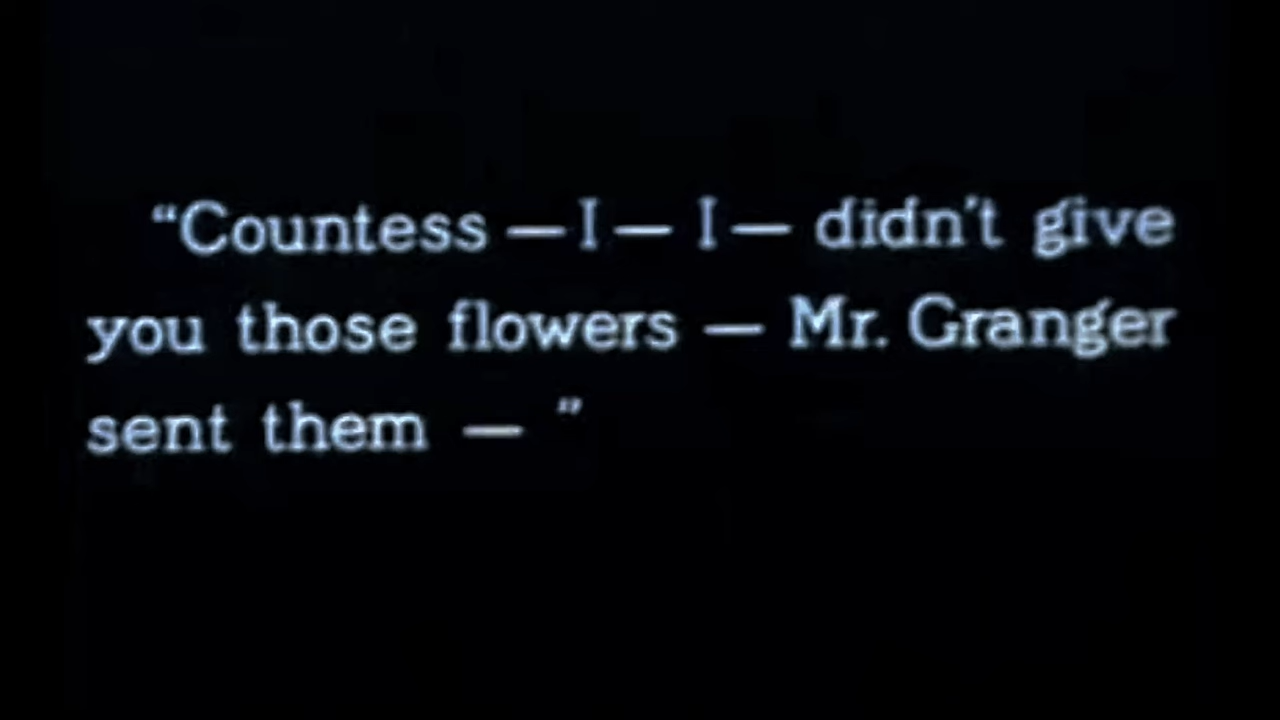 “Countess — I — I — didn't give
you those flowers — Mr. Granger
sent them — ”